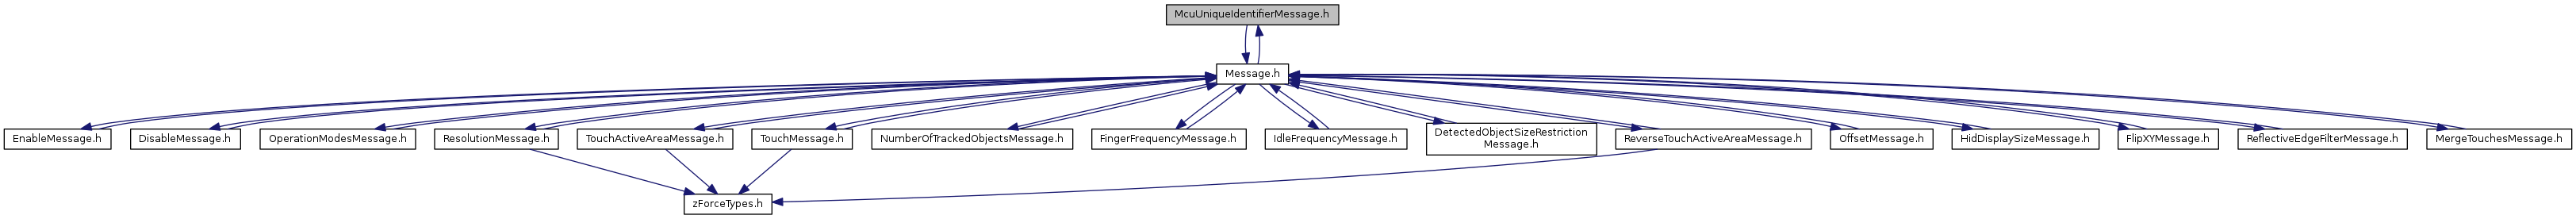 McuUniqueIdentifierMessage.h
Message.h
EnableMessage.h
DisableMessage.h
OperationModesMessage.h
ResolutionMessage.h
TouchActiveAreaMessage.h
TouchMessage.h
NumberOfTrackedObjectsMessage.h
FingerFrequencyMessage.h
IdleFrequencyMessage.h
DetectedObjectSizeRestriction
Message.h
ReverseTouchActiveAreaMessage.h
OffsetMessage.h
HidDisplaySizeMessage.h
FlipXYMessage.h
ReflectiveEdgeFilterMessage.h
MergeTouchesMessage.h
zForceTypes.h